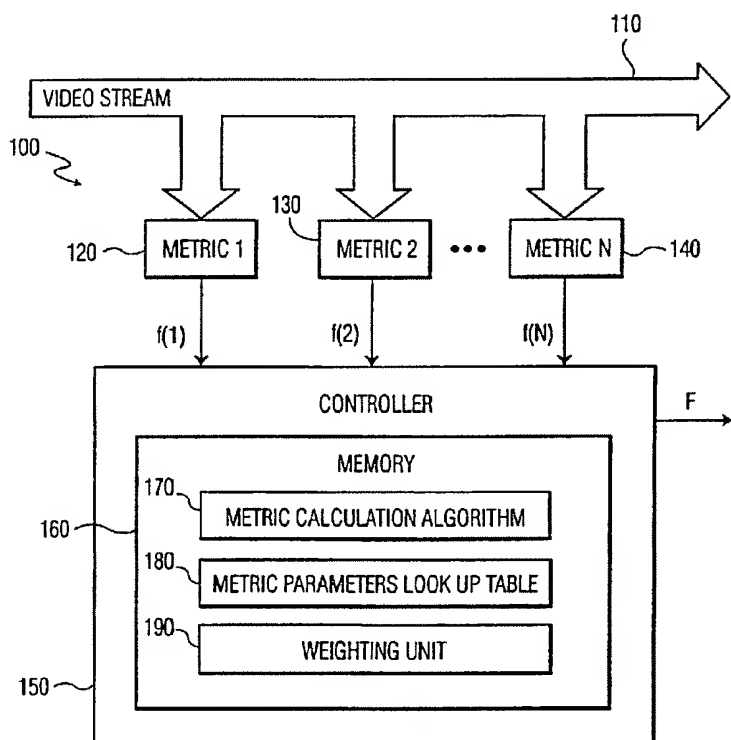 110
VIDEO STREAM
100
120
METRIC 1
130
METRIC 2
•••
METRIC N
140
f(1)
f(2)
f(N)
CONTROLLER
F
MEMORY
170
METRIC CALCULATION ALGORITHM
160
180
METRIC PARAMETERS LOOK UP TABLE
190
WEIGHTING UNIT
150